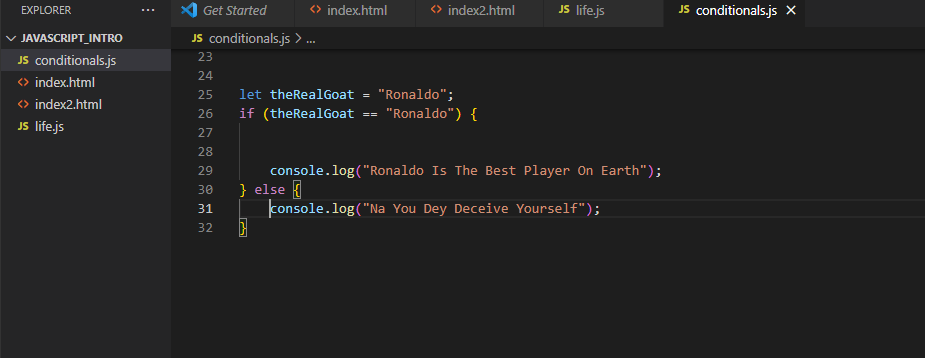 EXPLORER ...
JAVASCRIPT_INTRO
JS conditionals.js
<> index.html
<> index2.html
JS life.js
Get Started <> index.html <> index2.html JS life.js JS conditionals.js ×
JS conditionals.js > ...
23
24
25 let theRealGoat = "Ronaldo";
26 if (theRealGoat == "Ronaldo") {
27
28
29 console.log("Ronaldo Is The Best Player On Earth");
30 } else {
31 console.log("Na You Dey Deceive Yourself");
32 }